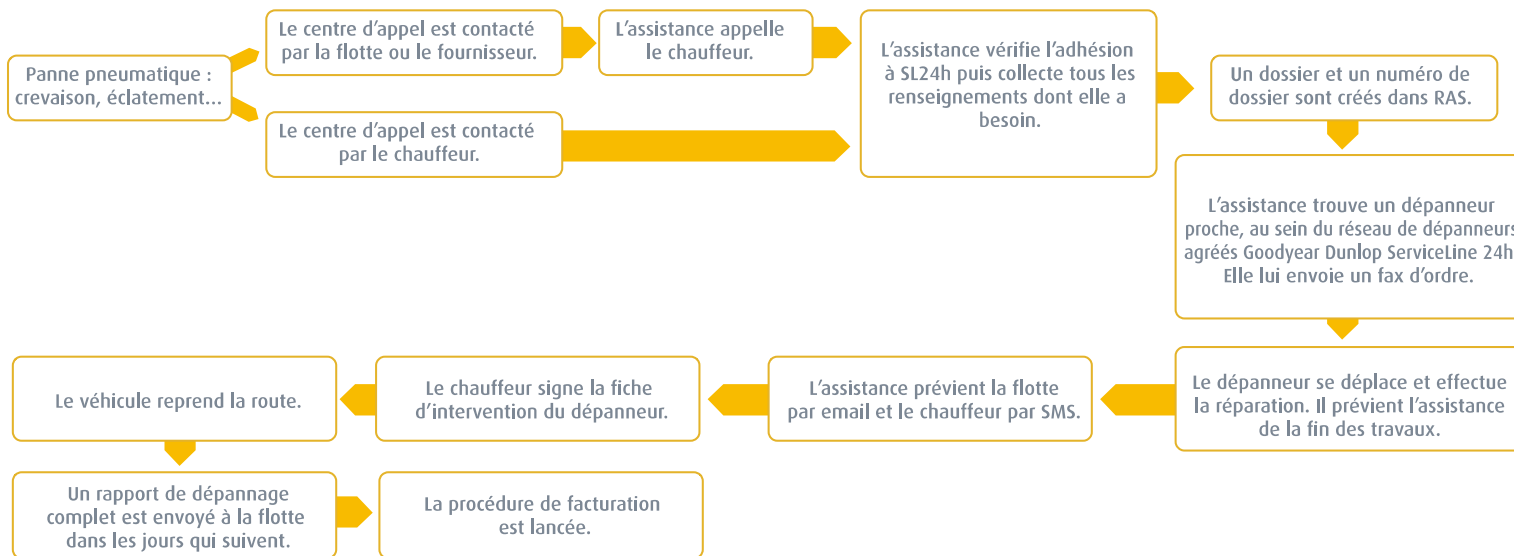 Panne pneumatique :
crevaison, éclatement...
Le centre d'appel est contacté
par la flotte ou le fournisseur.
L'assistance appelle
le chauffeur.
Le centre d'appel est contacté
par le chauffeur.
L'assistance vérifie l'adhésion
à SL24h puis collecte tous les
renseignements dont elle a
besoin.
Un dossier et un numéro de
dossier sont créés dans RAS.
L'assistance trouve un dépanneur
proche, au sein du réseau de dépanneurs
agréés Goodyear Dunlop ServiceLine 24h
Elle lui envoie un fax d'ordre.
Le dépanneur se déplace et effectue
la réparation. Il prévient l'assistance
de la fin des travaux.
L'assistance prévient la flotte
par email et le chauffeur par SMS.
Le chauffeur signe la fiche
d'intervention du dépanneur.
Le véhicule reprend la route.
Un rapport de dépannage
complet est envoyé à la flotte
dans les jours qui suivent.
La procédure de facturation
est lancée.